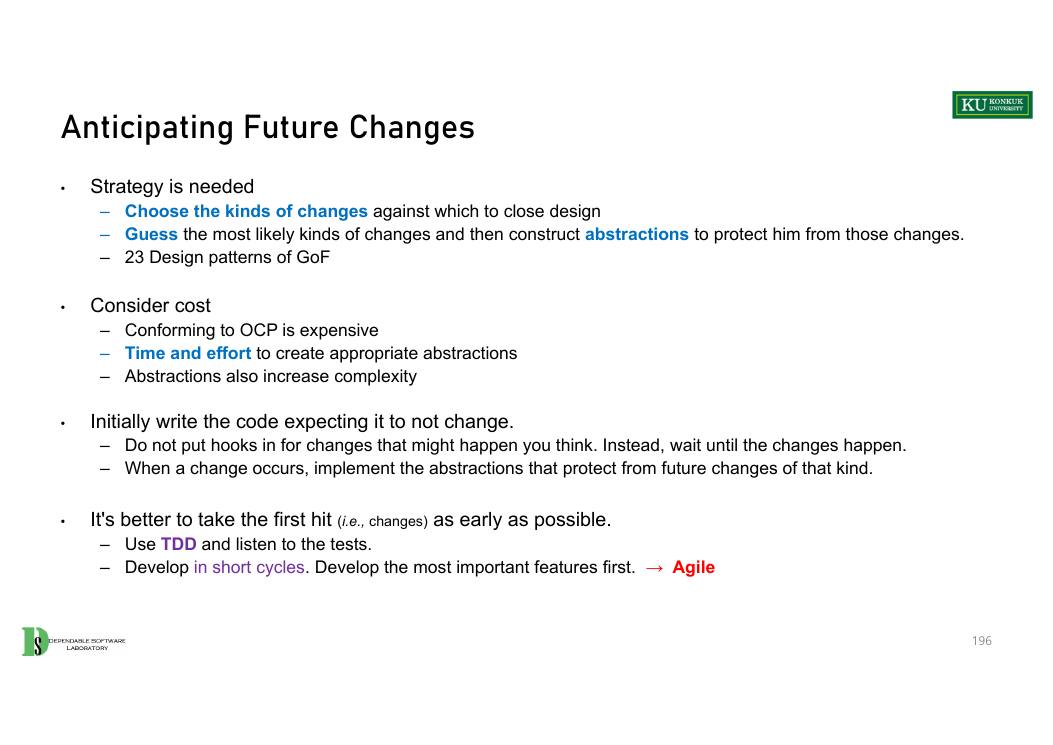 KU KONKUK
UNIVERSITY
Anticipating Future Changes
• Strategy is needed
– Choose the kinds of changes against which to close design
– Guess the most likely kinds of changes and then construct abstractions to protect him from those changes.
– 23 Design patterns of GoF
• Consider cost
– Conforming to OCP is expensive
– Time and effort to create appropriate abstractions
– Abstractions also increase complexity
• Initially write the code expecting it to not change.
– Do not put hooks in for changes that might happen you think. Instead, wait until the changes happen.
– When a change occurs, implement the abstractions that protect from future changes of that kind.
• It's better to take the first hit (i.e., changes) as early as possible.
– Use TDD and listen to the tests.
– Develop in short cycles. Develop the most important features first. → Agile
DS DEPENDABLE SOFTWARE
LABORATORY
196